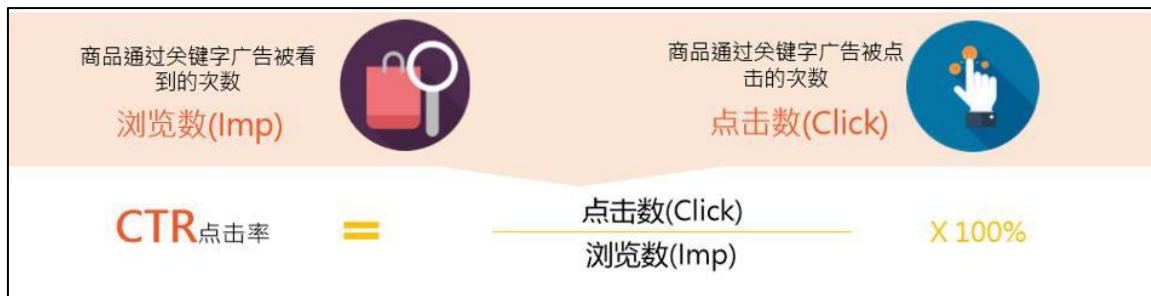 商品通过关键字广告被看
到的次数
浏览数(Imp)
商品通过关键字广告被点
击的次数
点击数(Click)
CTR点击率
=
点击数(Click)
浏览数(Imp)
X 100%